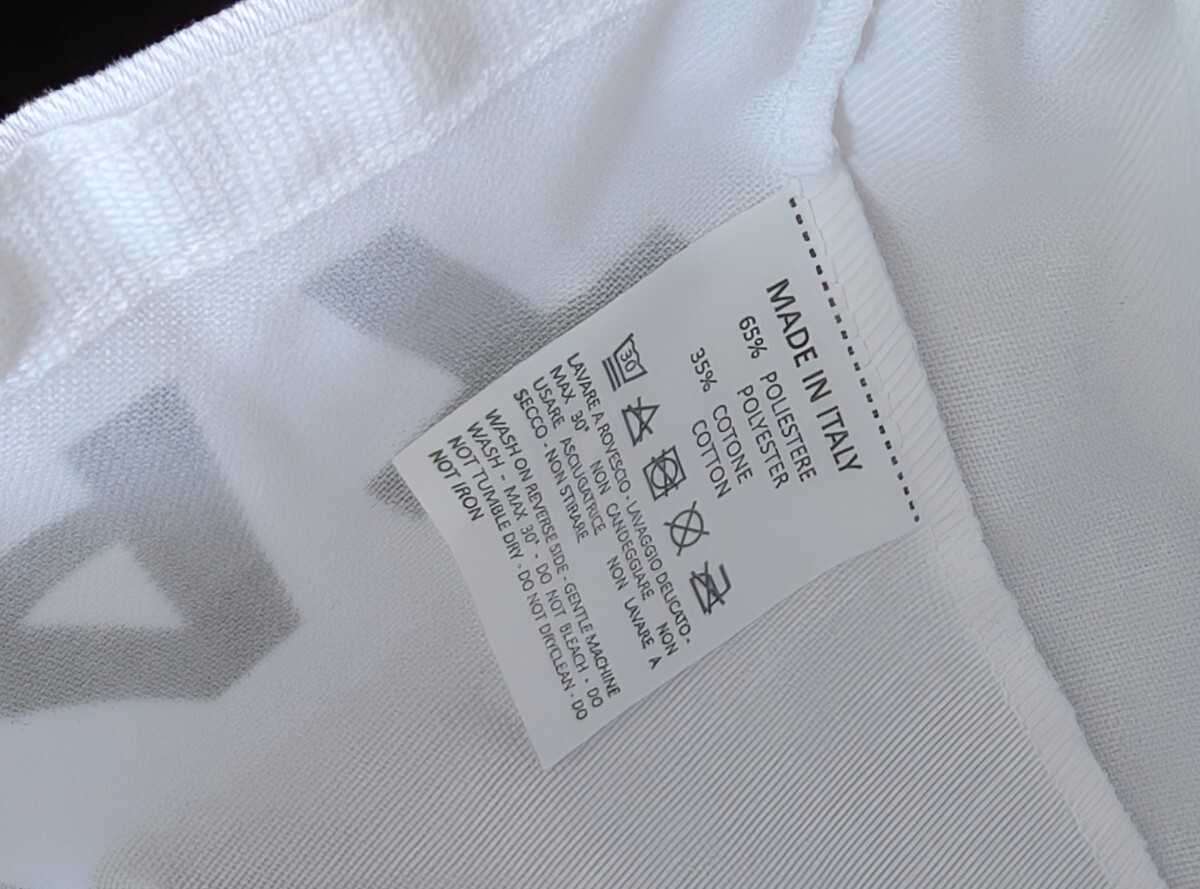 MADE IN ITALY
65% POLIESTERE
POLYESTER
35% COTONE
COTTON
30
LAVARE A ROVESCIO - LAVAGGIO DELICATO -
MAX 30° NON CANDEGGIARE NON
USARE ASCIUGATRICE NON LAVARE A
SECCO - NON STIRARE
WASH ON REVERSE SIDE - GENTLE MACHINE
WASH - MAX 30° - DO NOT BLEACH - DO
NOT TUMBLE DRY - DO NOT DRYCLEAN - DO
NOT IRON